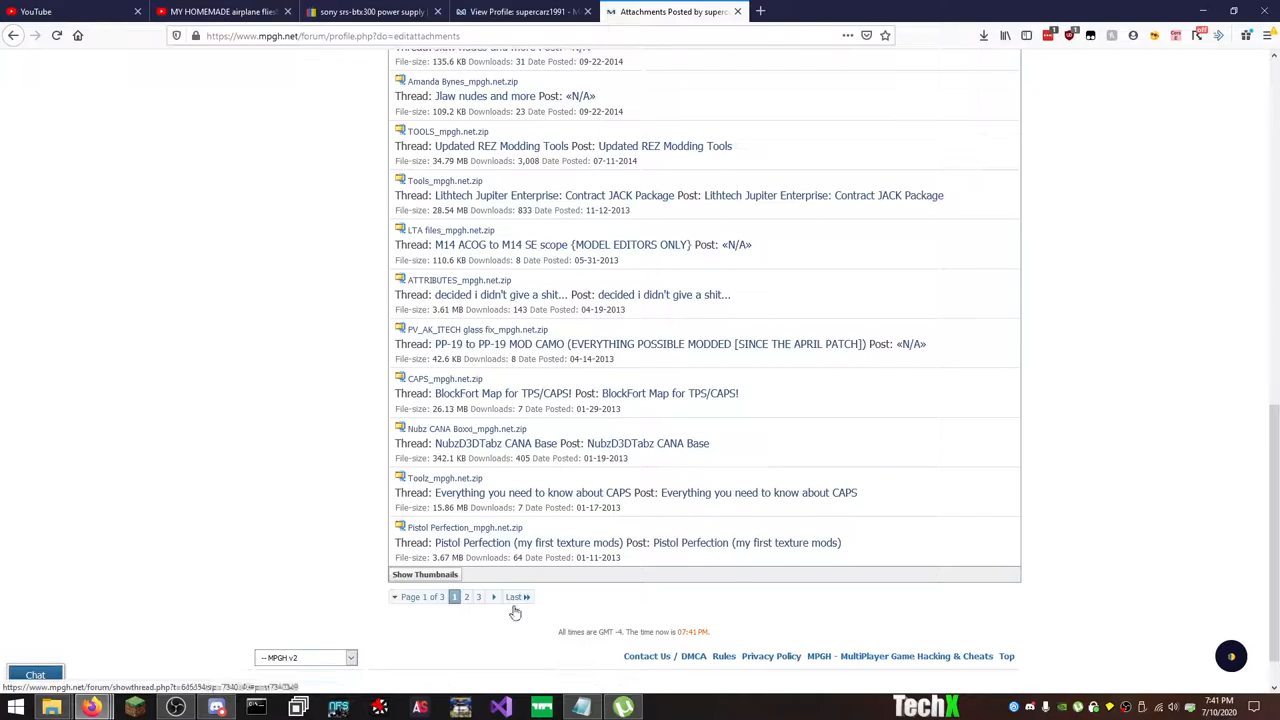 YouTube
MY HOMEMADE airplane flies
sony srs-btx300 power supply
View Profile: supercarz1991 - M
Attachments Posted by superc
https://www.mpgh.net/forum/profile.php?do=editattachments
File-size: 135.6 KB Downloads: 31 Date Posted: 09-22-2014
Amanda Bynes_mpgh.net.zip
Thread: Jlaw nudes and more Post: «N/A»
File-size: 109.2 KB Downloads: 23 Date Posted: 09-22-2014
TOOLS_mpgh.net.zip
Thread: Updated REZ Modding Tools Post: Updated REZ Modding Tools
File-size: 34.79 MB Downloads: 3,008 Date Posted: 07-11-2014
Tools_mpgh.net.zip
Thread: Lithtech Jupiter Enterprise: Contract JACK Package Post: Lithtech Jupiter Enterprise: Contract JACK Package
File-size: 28.54 MB Downloads: 833 Date Posted: 11-12-2013
LTA files_mpgh.net.zip
Thread: M14 ACOG to M14 SE scope {MODEL EDITORS ONLY} Post: «N/A»
File-size: 110.6 KB Downloads: 8 Date Posted: 05-31-2013
ATTRIBUTES_mpgh.net.zip
Thread: decided i didn't give a shit... Post: decided i didn't give a shit...
File-size: 3.61 MB Downloads: 143 Date Posted: 04-19-2013
PV_AK_ITECH glass fix_mpgh.net.zip
Thread: PP-19 to PP-19 MOD CAMO (EVERYTHING POSSIBLE MODDED [SINCE THE APRIL PATCH]) Post: «N/A»
File-size: 42.6 KB Downloads: 8 Date Posted: 04-14-2013
CAPS_mpgh.net.zip
Thread: BlockFort Map for TPS/CAPS! Post: BlockFort Map for TPS/CAPS!
File-size: 26.13 MB Downloads: 7 Date Posted: 01-29-2013
Nubz CANA Boxxi_mpgh.net.zip
Thread: NubzD3DTabz CANA Base Post: NubzD3DTabz CANA Base
File-size: 342.1 KB Downloads: 405 Date Posted: 01-19-2013
Toolz_mpgh.net.zip
Thread: Everything you need to know about CAPS Post: Everything you need to know about CAPS
File-size: 15.86 MB Downloads: 7 Date Posted: 01-17-2013
Pistol Perfection_mpgh.net.zip
Thread: Pistol Perfection (my first texture mods) Post: Pistol Perfection (my first texture mods)
File-size: 3.67 MB Downloads: 64 Date Posted: 01-11-2013
Show Thumbnails
Page 1 of 3 1 2 3 Last
All times are GMT -4. The time now is 07:41 PM.
-- MPGH v2
Contact Us / DMCA Rules Privacy Policy MPGH - MultiPlayer Game Hacking & Cheats Top
Chat
TechX
7:41 PM
7/10/2020